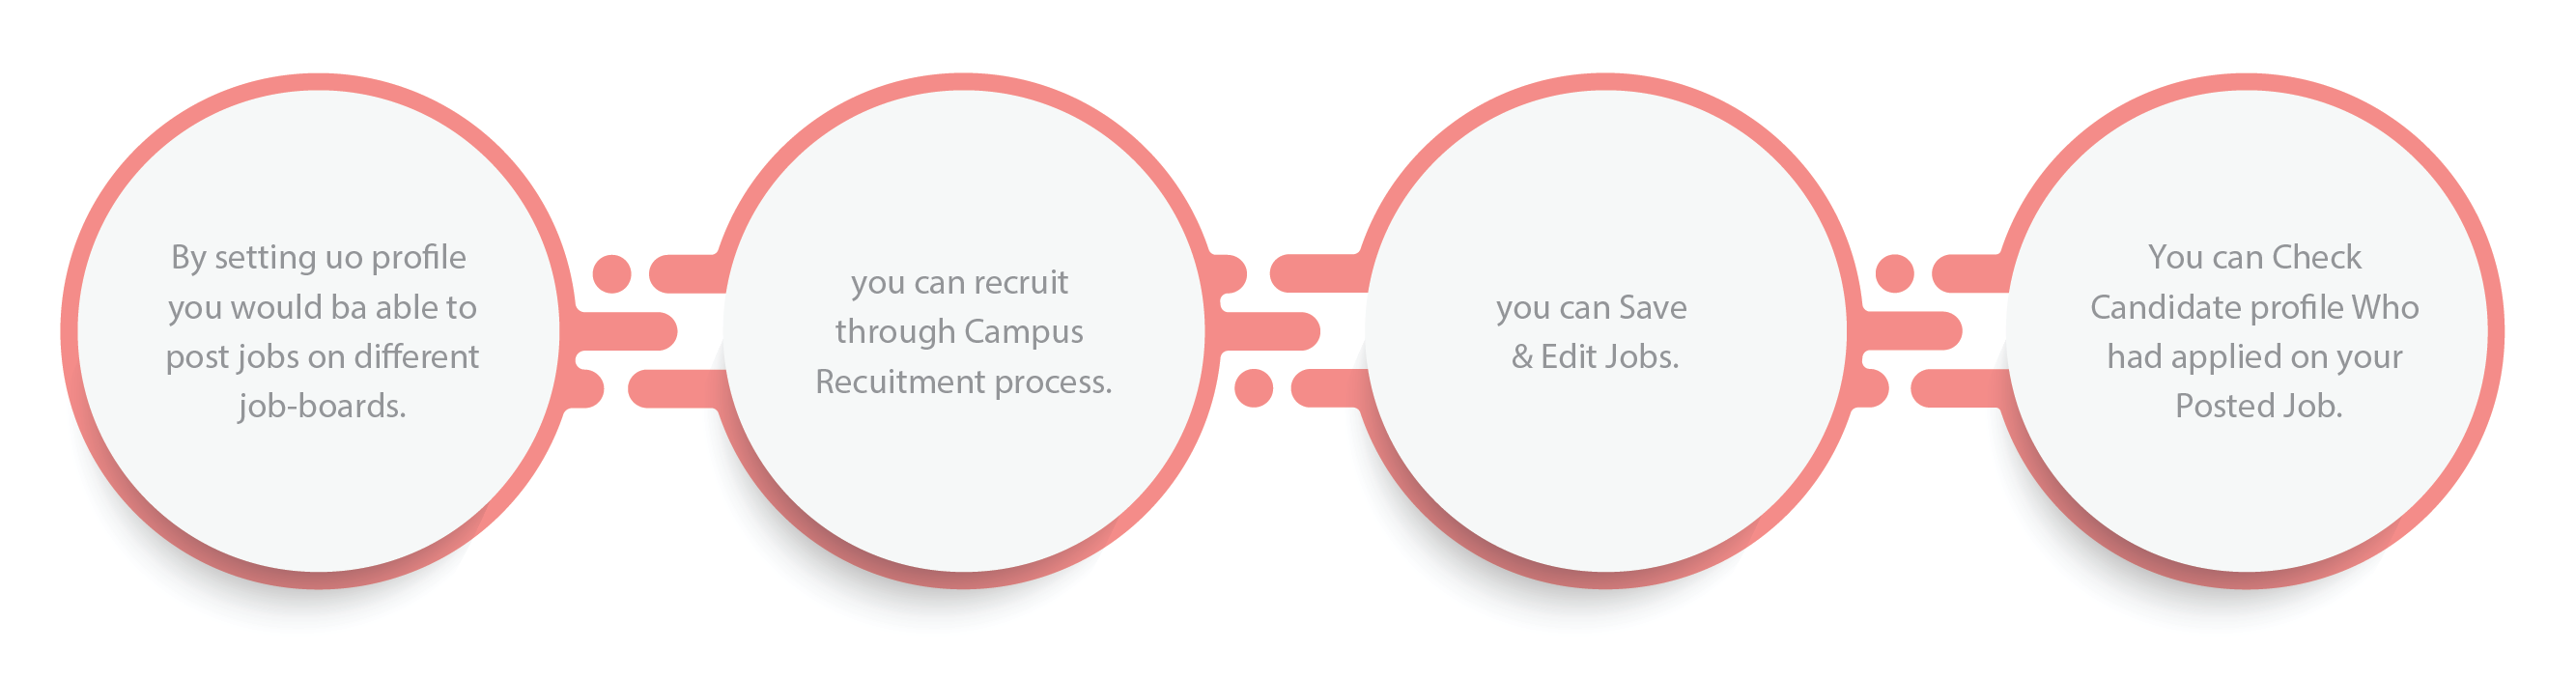 By setting uo profile
you would ba able to
post jobs on different
job-boards.
you can recruit
through Campus
Recuitment process.
you can Save
& Edit Jobs.
You can Check
Candidate profile Who
had applied on your
Posted Job.